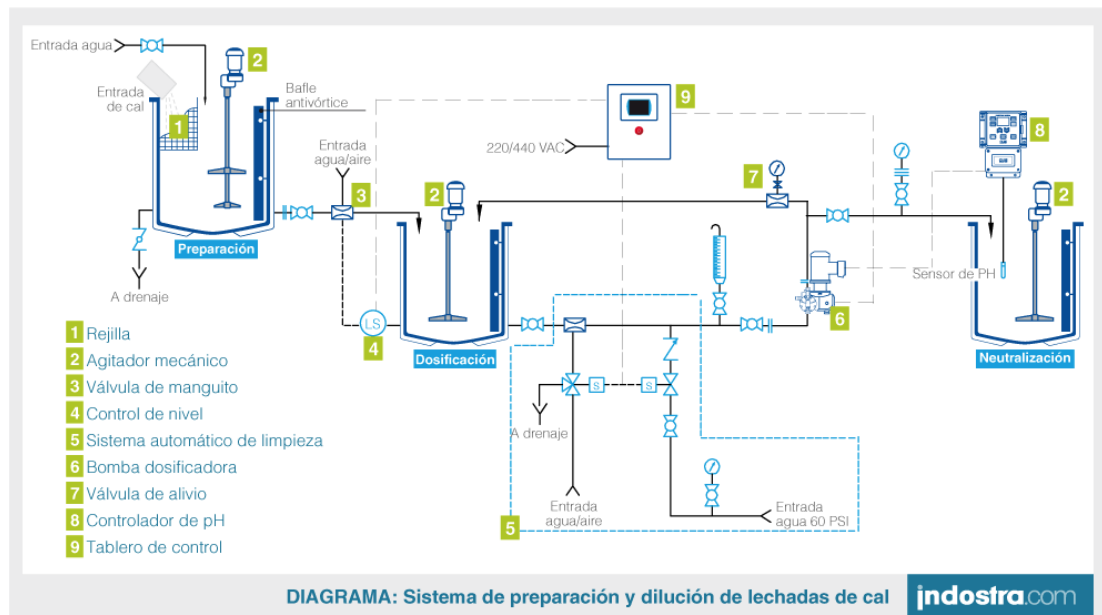 Entrada agua
2
Entrada
de cal
1
Bafle
antivórtice
Entrada
agua/aire
3
Preparación
A drenaje
220/440 VAC
9
2
7
8
2
LS
4
Dosificación
Sensor de PH
6
Neutralización
S
S
A drenaje
Entrada
agua/aire
Entrada
agua 60 PSI
5
1 Rejilla
2 Agitador mecánico
3 Válvula de manguito
4 Control de nivel
5 Sistema automático de limpieza
6 Bomba dosificadora
7 Válvula de alivio
8 Controlador de pH
9 Tablero de control
DIAGRAMA: Sistema de preparación y dilución de lechadas de cal
indostra.com